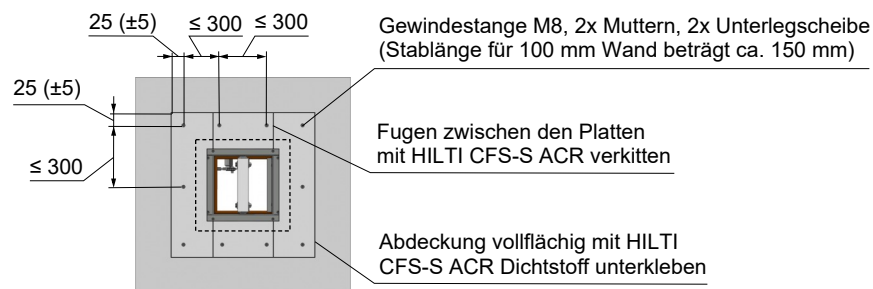 25 (±5)
≤ 300
≤ 300
Gewindestange M8, 2x Muttern, 2x Unterlegscheibe
(Stablänge für 100 mm Wand beträgt ca. 150 mm)
25 (±5)
Fugen zwischen den Platten
mit HILTI CFS-S ACR verkitten
≤ 300
Abdeckung vollflächig mit HILTI
CFS-S ACR Dichtstoff unterkleben